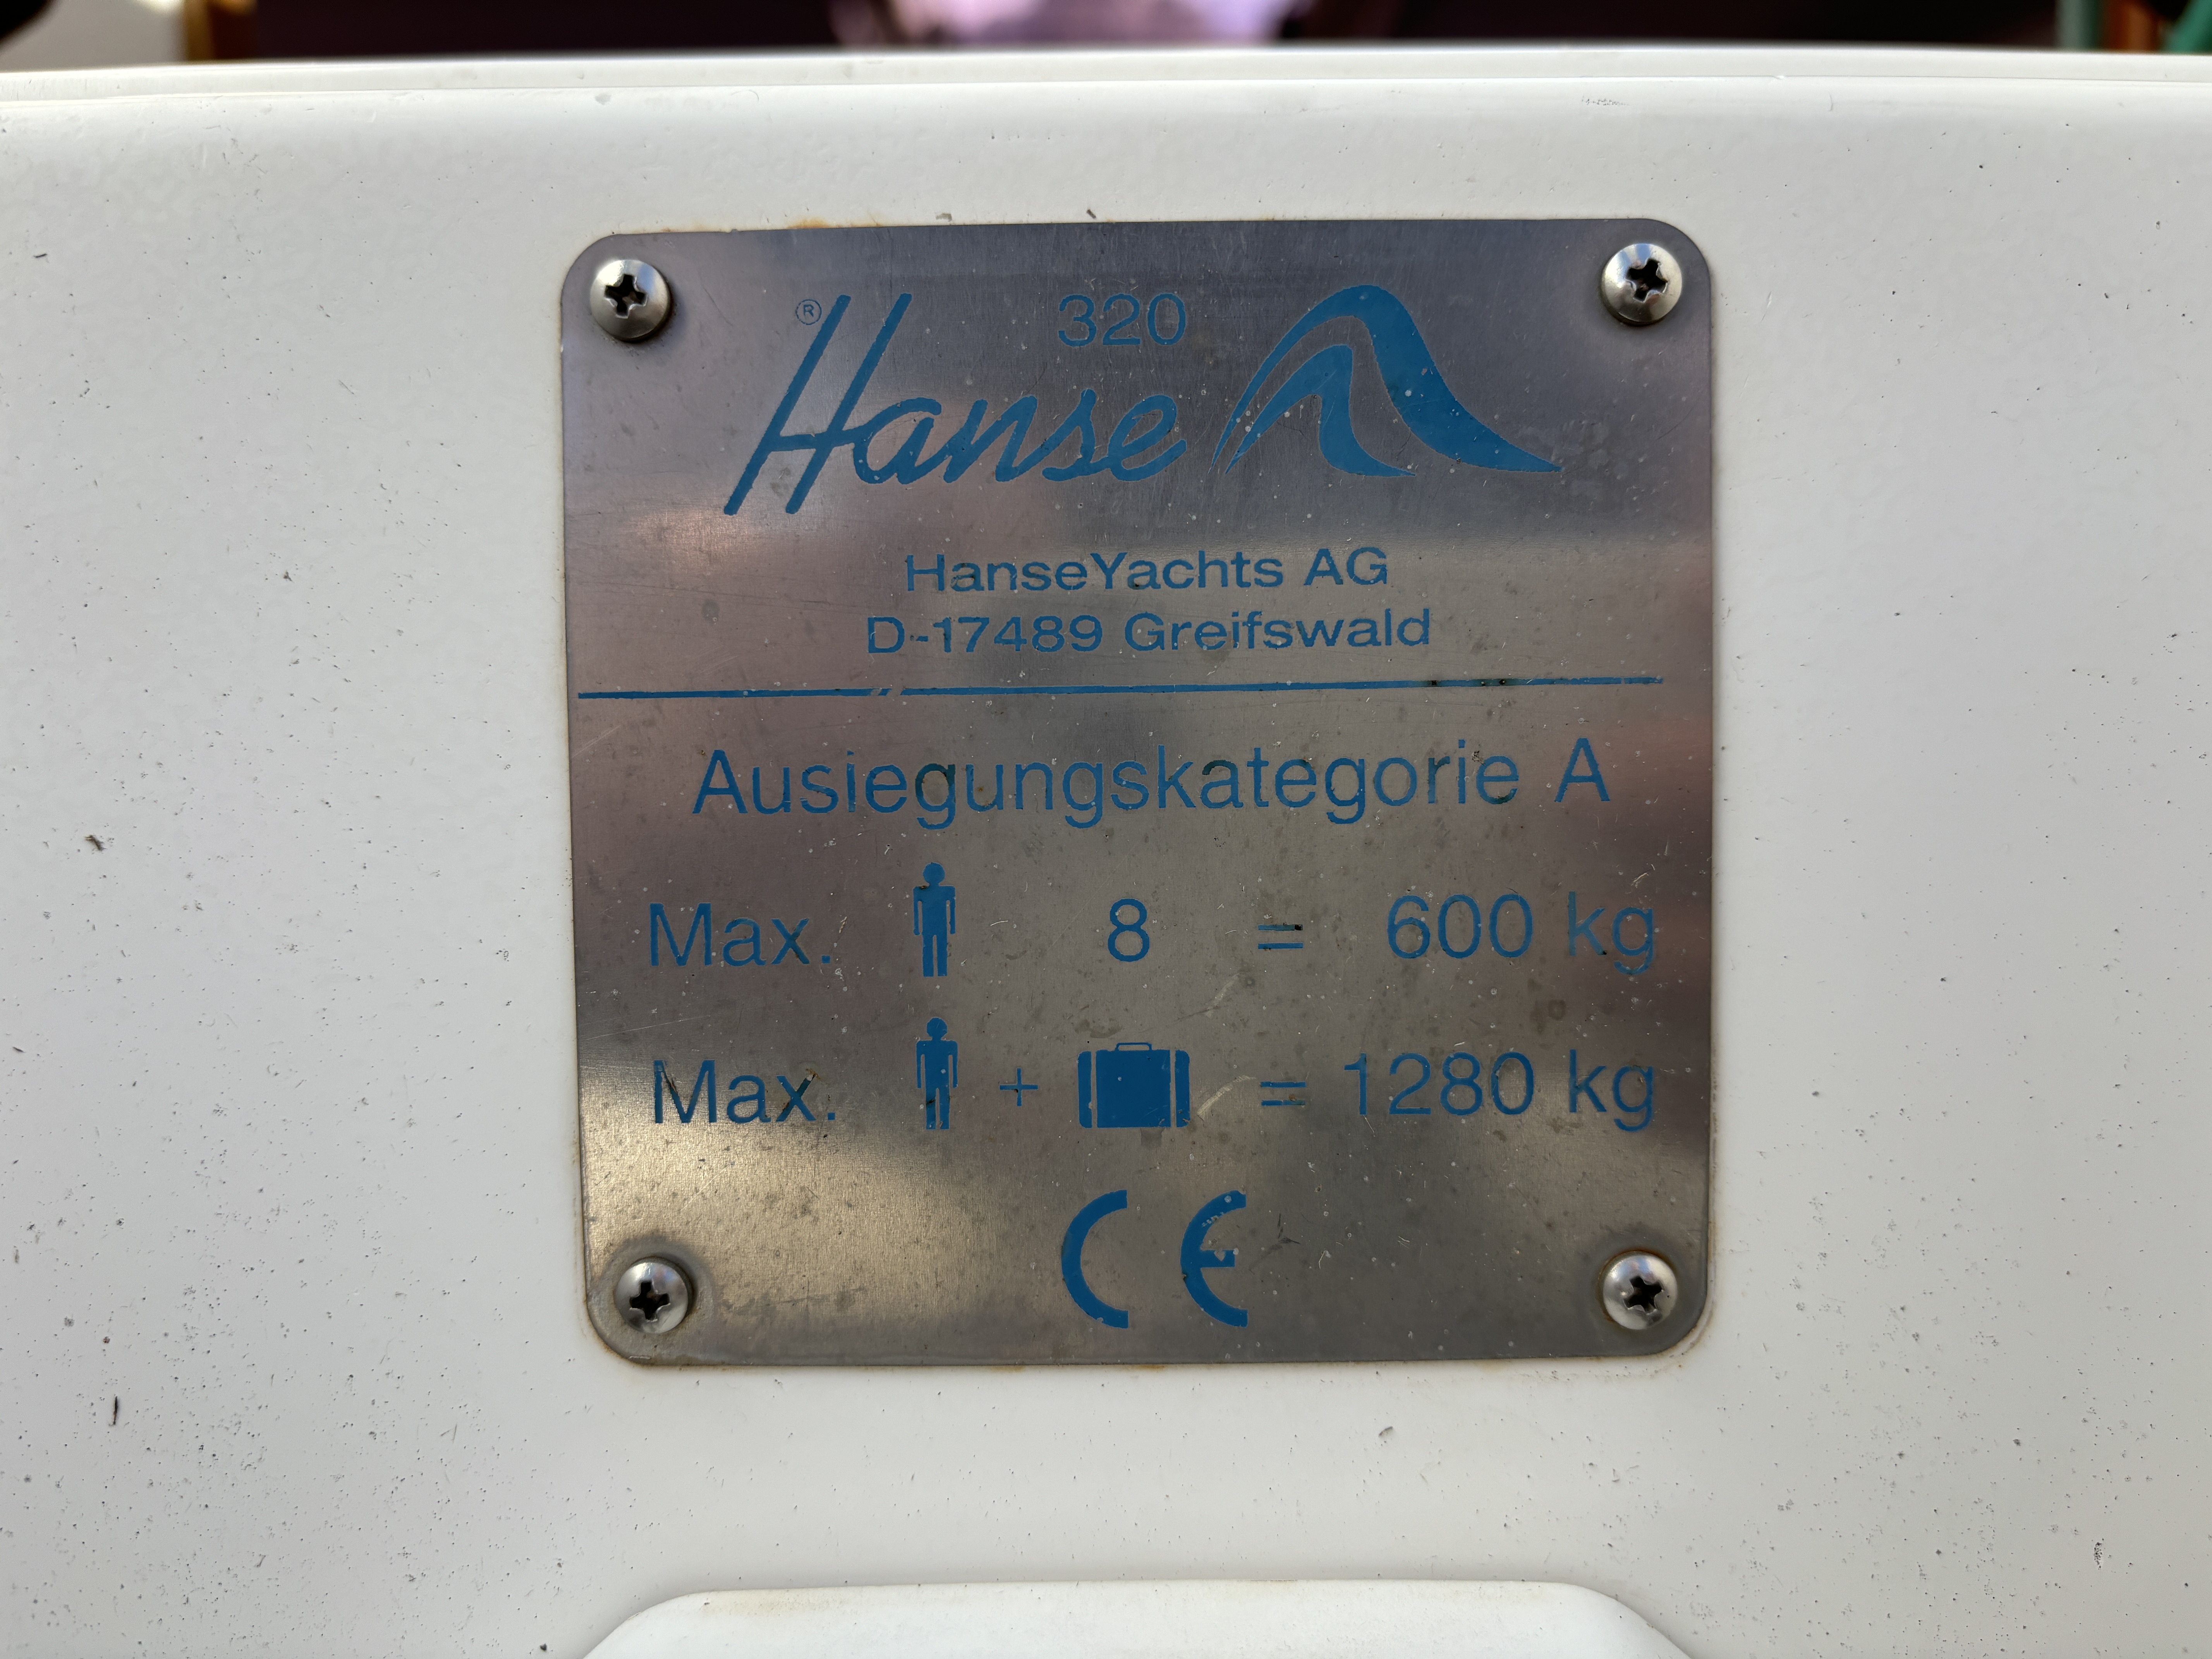 320
® Hanse
HanseYachts AG
D-17489 Greifswald
Ausiegungskategorie A
Max. 8 = 600 kg
Max. + = 1280 kg
CE